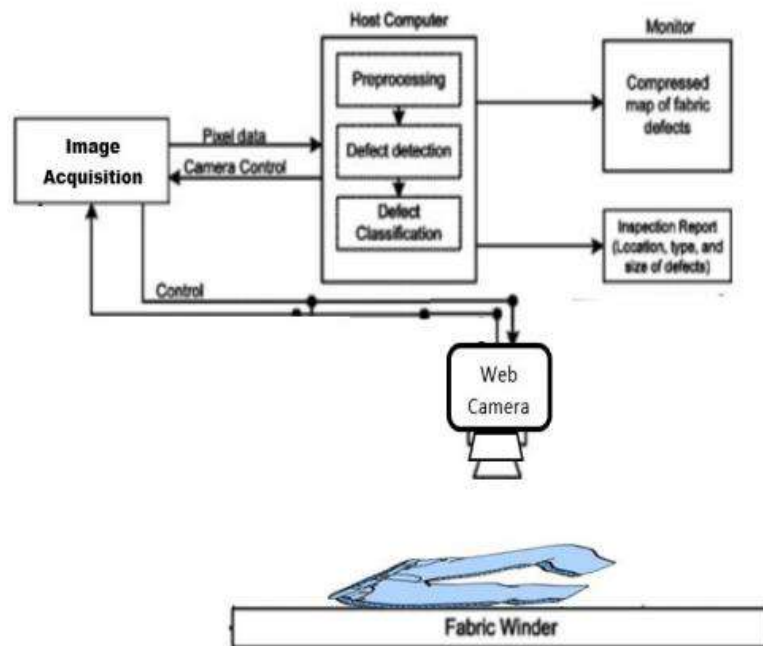 Host Computer
Monitor
Preprocessing
Compressed
map of fabric
defects
Image
Acquisition
Pixel data
Defect detection
Camera Control
Defect
Classification
Inspection Report
(Location, type, and
size of defects)
Control
Web
Camera
Fabric Winder